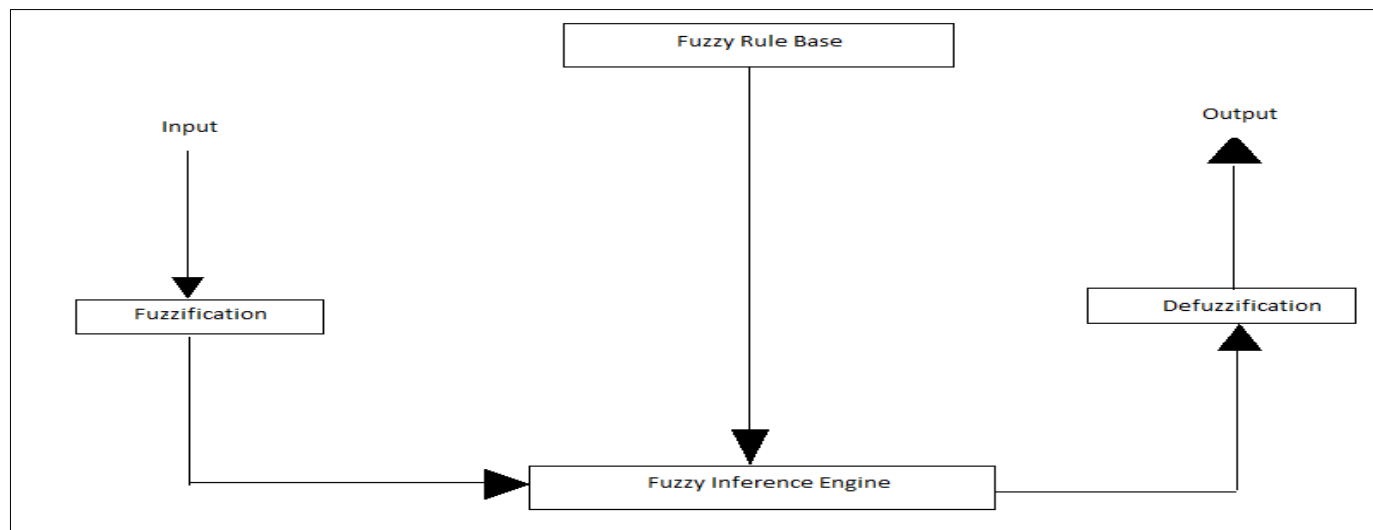 Fuzzy Rule Base
Input
Output
Fuzzification
Defuzzification
Fuzzy Inference Engine